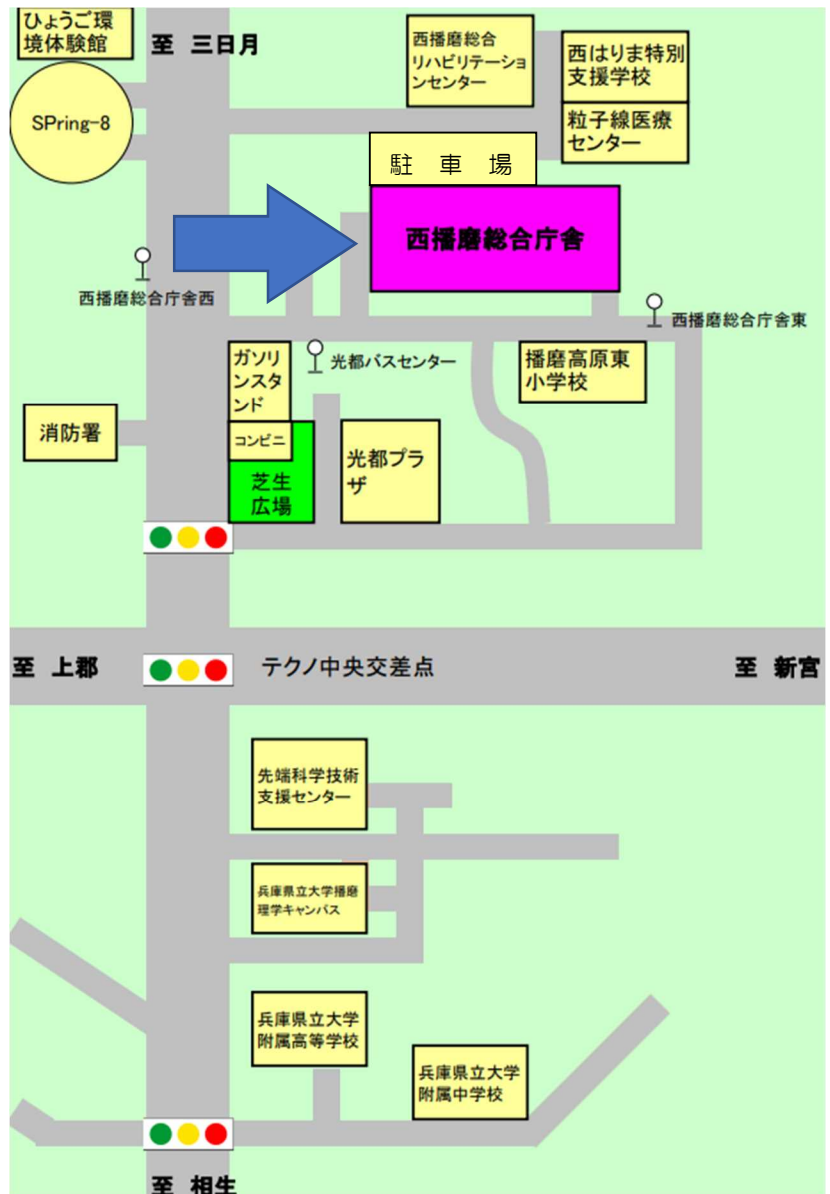 ひょうご環
境体験館
至 三日月
西播磨総合
リハビリテーショ
ンセンター
西はりま特別
支援学校
SPring-8
粒子線医療
センター
駐 車 場
西播磨総合庁舎
西播磨総合庁舎西
西播磨総合庁舎東
ガソリ
ンスタ
ンド
光都バスセンター
播磨高原東
小学校
消防署
コンビニ
光都プラ
ザ
芝生
広場
至 上郡
テクノ中央交差点
至 新宮
先端科学技術
支援センター
兵庫県立大学播磨
理学キャンパス
兵庫県立大学
附属高等学校
兵庫県立大学
附属中学校
至 相生